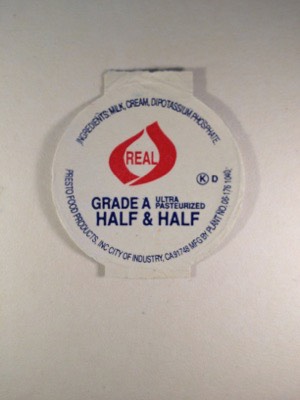 INGREDIENTS: MILK, CREAM, DIPOTASSIUM PHOSPHATE
REAL
K D
GRADE A ULTRA PASTEURIZED
HALF & HALF
PRESTO FOOD PRODUCTS, INC. CITY OF INDUSTRY, CA 91748 MFG BY PLANT NO. 06-176 1040